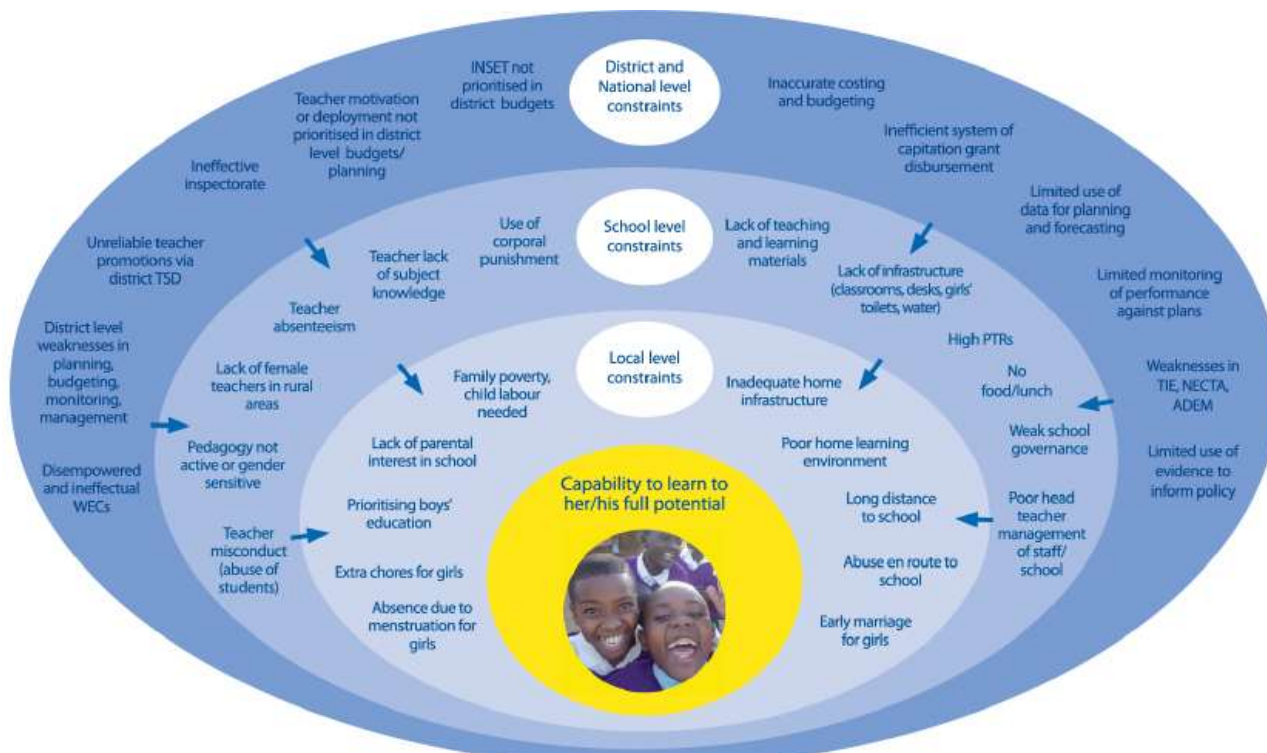 District and
National level
constraints
INSET not
prioritised in
district budgets
Teacher motivation
or deployment not
prioritised in district
level budgets/
planning
Ineffective
inspectorate
Unreliable teacher
promotions via
district TSD
District level
weaknesses in
planning,
budgeting,
monitoring,
management
Disempowered
and ineffectual
WECs
Inaccurate costing
and budgeting
Inefficient system of
capitation grant
disbursement
Limited use of
data for planning
and forecasting
Limited monitoring
of performance
against plans
Weaknesses in
TIE, NECTA,
ADEM
Limited use of
evidence to
inform policy
School level
constraints
Use of
corporal
punishment
Teacher lack
of subject
knowledge
Teacher
absenteeism
Lack of female
teachers in rural
areas
Pedagogy not
active or gender
sensitive
Teacher
misconduct
(abuse of
students)
Lack of teaching
and learning
materials
Lack of infrastructure
(classrooms, desks, girls'
toilets, water)
High PTRs
No
food/lunch
Weak school
governance
Poor head
teacher
management
of staff/
school
Local level
constraints
Family poverty,
child labour
needed
Lack of parental
interest in school
Prioritising boys'
education
Extra chores for girls
Absence due to
menstruation for
girls
Inadequate home
infrastructure
Poor home learning
environment
Long distance
to school
Abuse en route to
school
Early marriage
for girls
Capability to learn to
her/his full potential